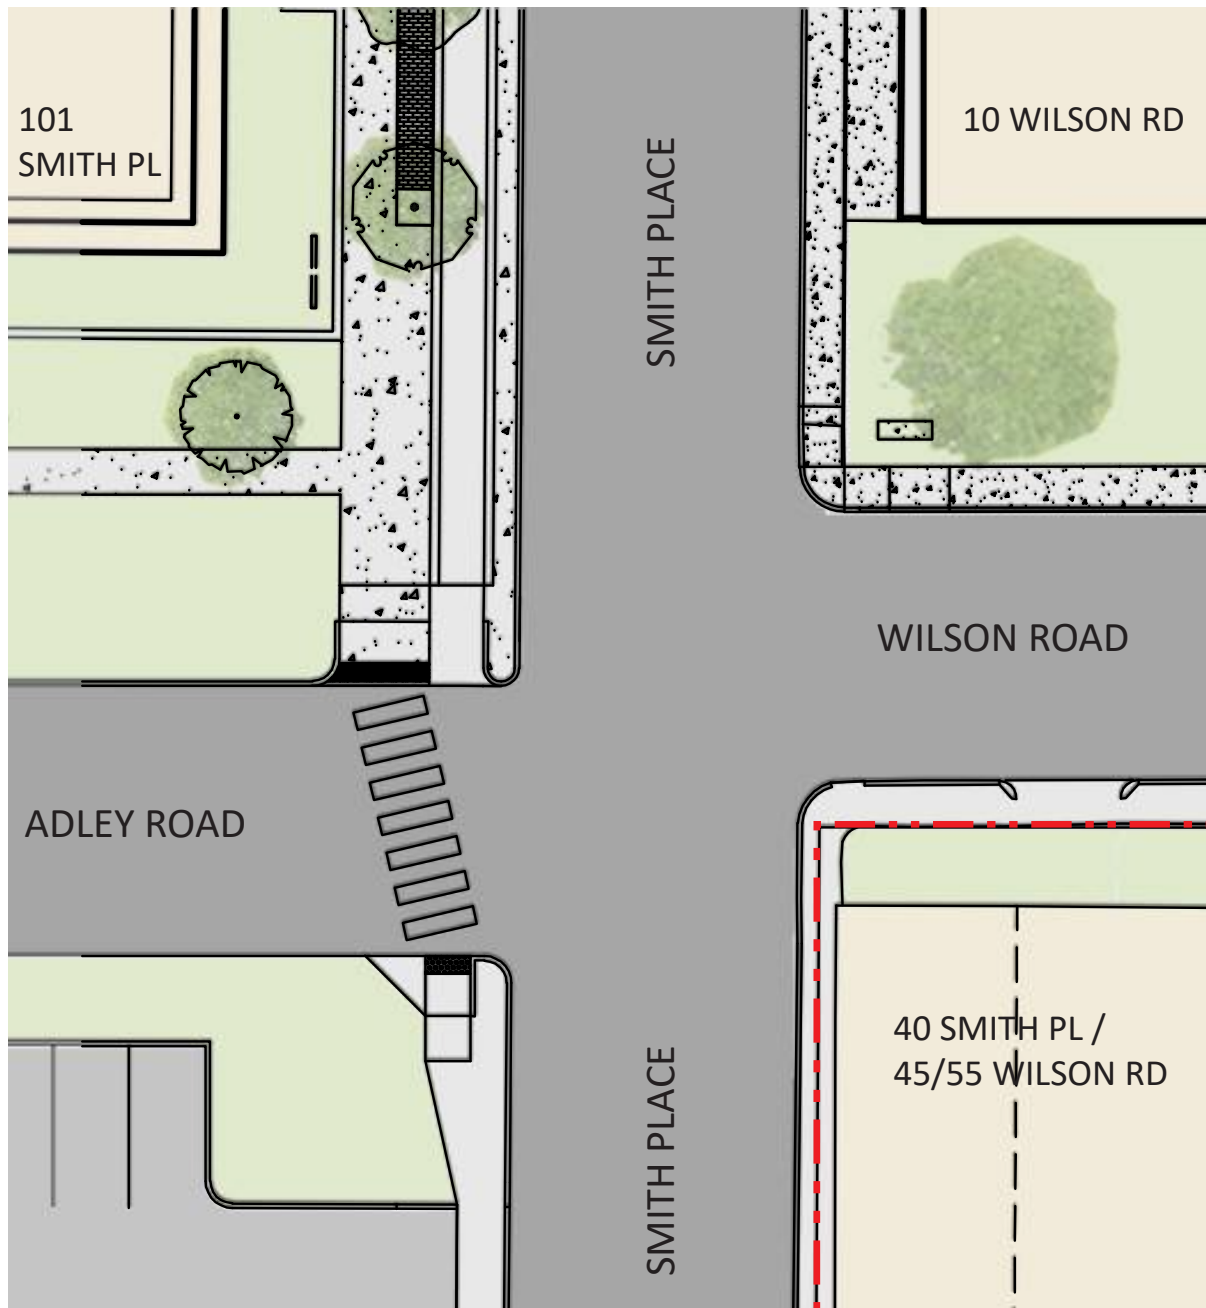 101
SMITH PL
10 WILSON RD
SMITH PLACE
WILSON ROAD
ADLEY ROAD
40 SMITH PL /
45/55 WILSON RD
SMITH PLACE